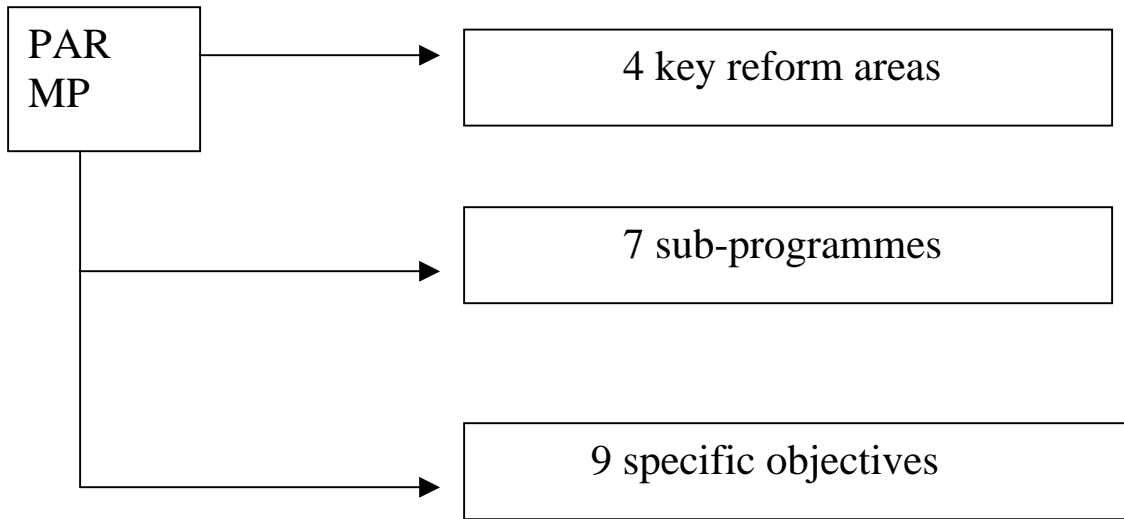 PAR
MP
4 key reform areas
7 sub-programmes
9 specific objectives